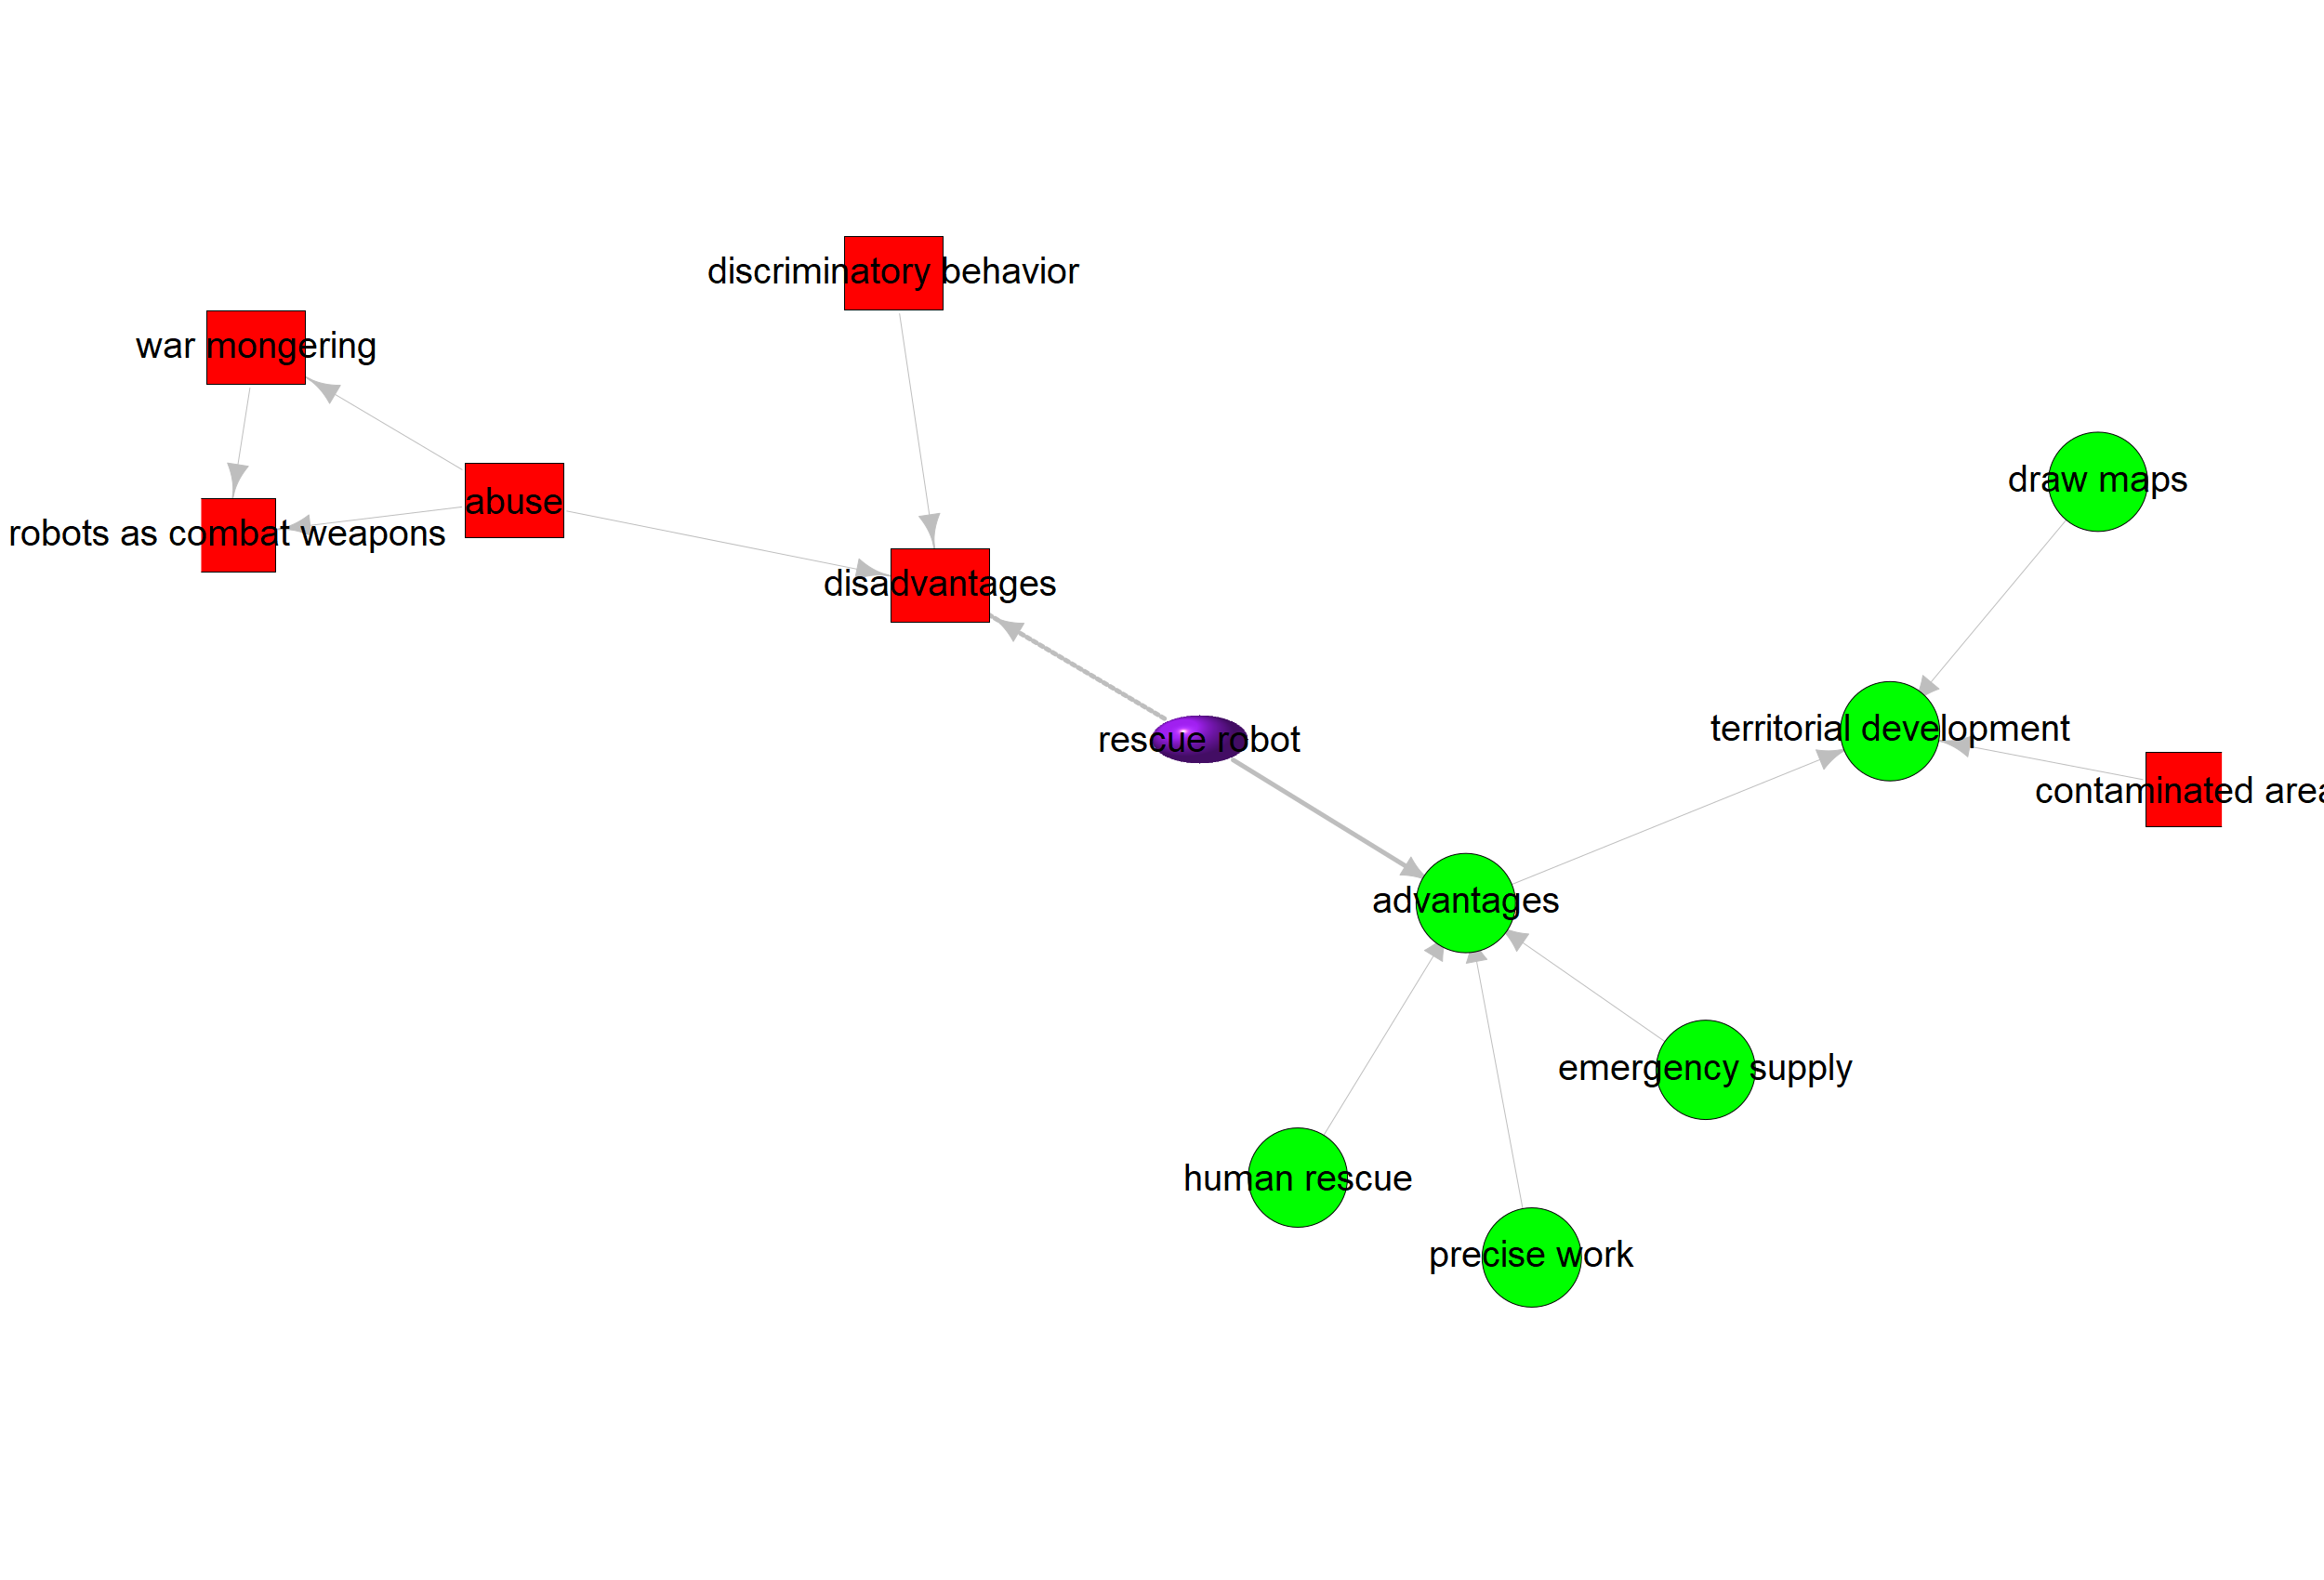 discriminatory behavior
war mongering
draw maps
abuse
robots as combat weapons
disadvantages
territorial development
rescue robot
contaminated area
advantages
emergency supply
human rescue
precise work